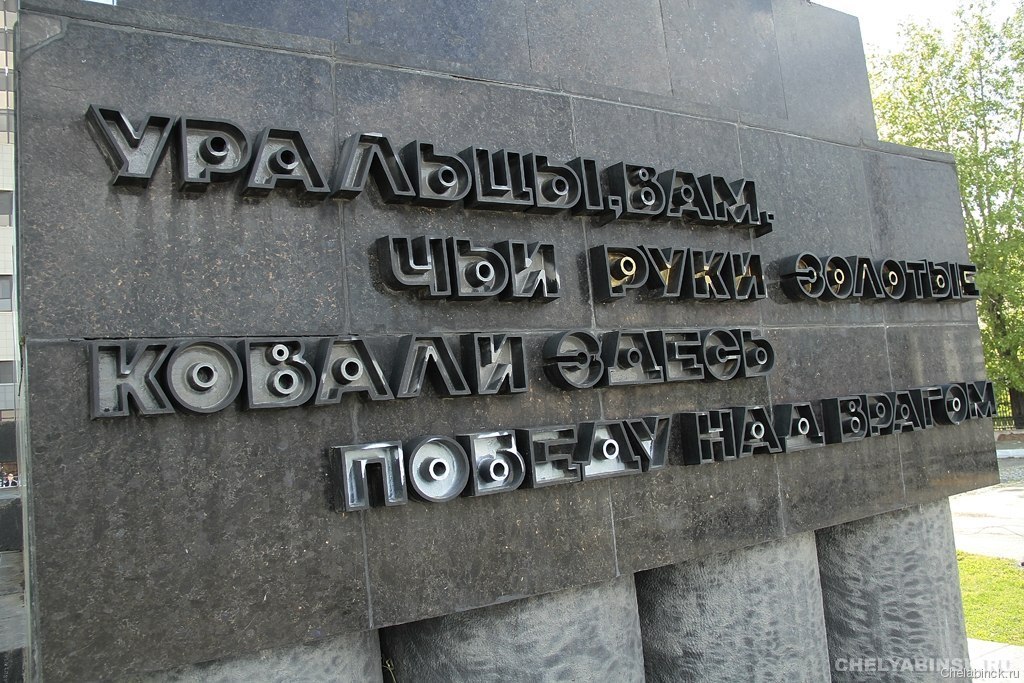 УРАЛЬЦЫ, ВАМ,
ЧЬИ РУКИ ЗОЛОТЫЕ
КОВАЛИ ЗДЕСЬ
ПОБЕДУ НАД ВРАГОМ
CHELYABINSK.RU
Chelabinck.ru